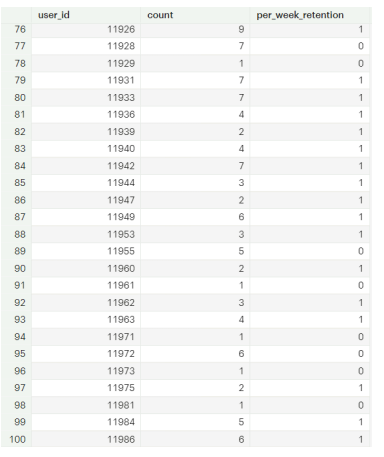 user_id count per_week_retention
76 11926 9 1
77 11928 7 0
78 11929 1 0
79 11931 7 1
80 11933 7 1
81 11936 4 1
82 11939 2 1
83 11940 4 1
84 11942 7 1
85 11944 3 1
86 11947 2 1
87 11949 6 1
88 11953 3 1
89 11955 5 0
90 11960 2 1
91 11961 1 0
92 11962 3 1
93 11963 4 1
94 11971 1 0
95 11972 6 0
96 11973 1 0
97 11975 2 1
98 11981 1 0
99 11984 5 1
100 11986 6 1